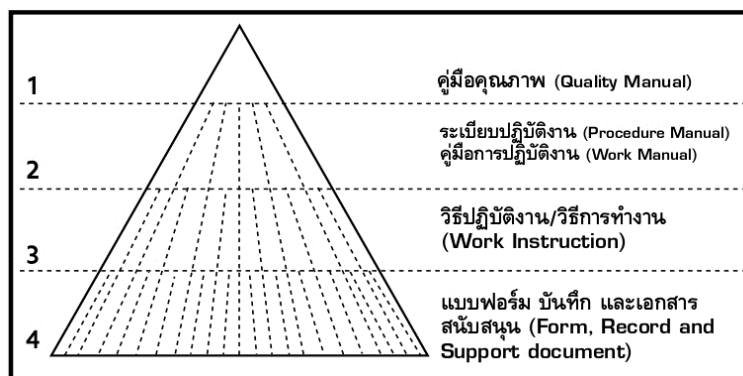 1
คู่มือคุณภาพ (Quality Manual)
ระเบียบปฏิบัติงาน (Procedure Manual)
คู่มือการปฏิบัติงาน (Work Manual)
2
วิธีปฏิบัติงาน/วิธีการทำงาน
(Work Instruction)
3
แบบฟอร์ม บันทึก และเอกสาร
สนับสนุน (Form, Record and
Support document)
4